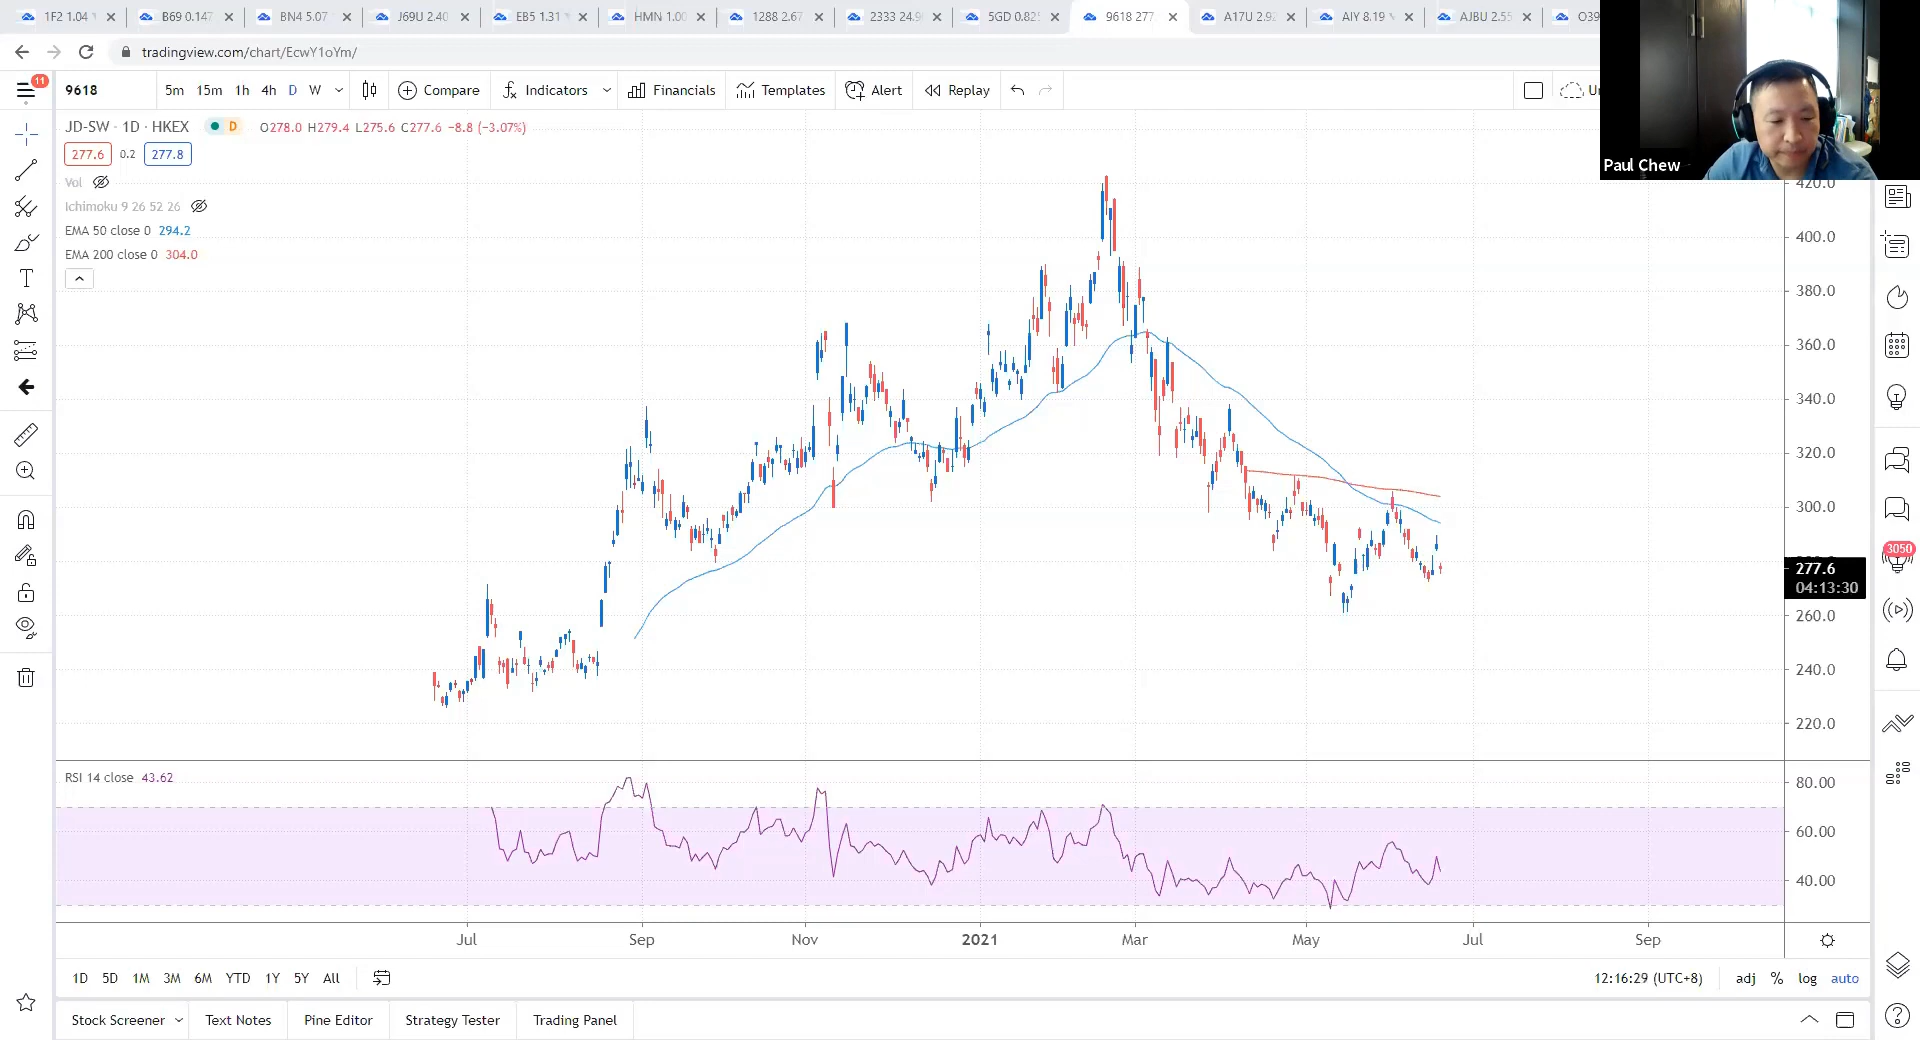 1F2 1.04
B69 0.147
BN4 5.07
J69U 2.40
EB5 1.31
HMN 1.00
1288 2.67
2333 24.9
5GD 0.825
9618 277
A17U 2.92
AIY 8.19
AJBU 2.55
O39
tradingview.com/chart/EcwY1oYm/
11
9618
5m 15m 1h 4h D W
Compare
Indicators
Financials
Templates
Alert
Replay
JD-SW · 1D · HKEX
D
O278.0 H279.4 L275.6 C277.6 −8.8 (−3.07%)
277.6 0.2 277.8
Vol
Ichimoku 9 26 52 26
EMA 50 close 0 294.2
EMA 200 close 0 304.0
Paul Chew
420.0
400.0
380.0
360.0
340.0
320.0
300.0
277.6
04:13:30
260.0
240.0
220.0
3050
RSI 14 close 43.62
80.00
60.00
40.00
Jul Sep Nov 2021 Mar May Jul Sep
1D 5D 1M 3M 6M YTD 1Y 5Y All
12:16:29 (UTC+8)
adj % log auto
Stock Screener
Text Notes
Pine Editor
Strategy Tester
Trading Panel